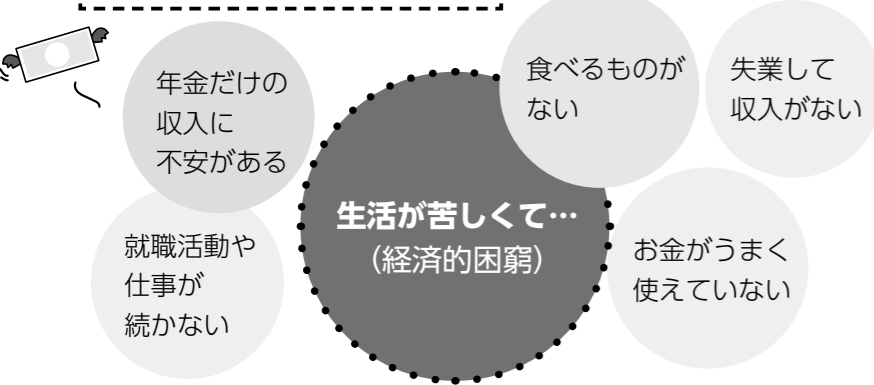 年金だけの
収入に
不安がある
食べるものが
ない
失業して
収入がない
生活が苦しくて…
（経済的困窮）
就職活動や
仕事が
続かない
お金がうまく
使えていない